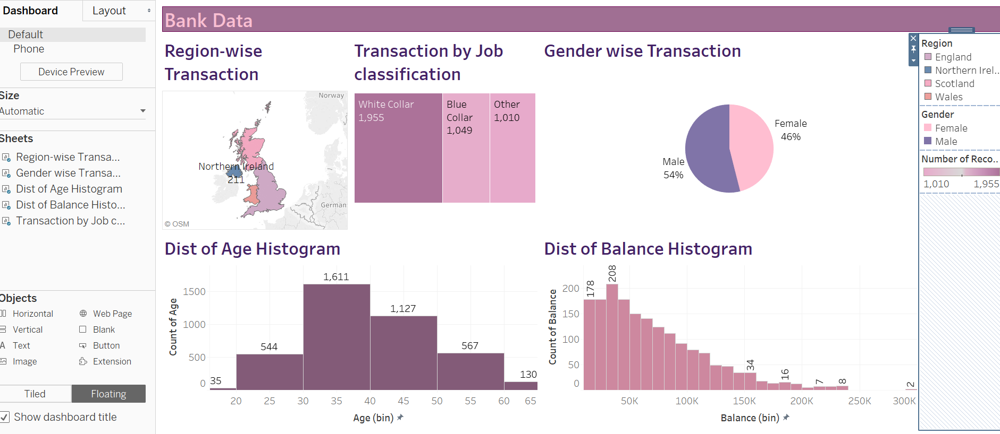 Dashboard
Layout
Default
Phone
Device Preview
Size
Automatic
Sheets
Region-wise Transa...
Gender wise Transa...
Dist of Age Histogram
Dist of Balance Histo...
Transaction by Job c...
Objects
Horizontal
Web Page
Vertical
Blank
A Text
Button
Image
Extension
Tiled
Floating
Show dashboard title
Bank Data
Region-wise
Transaction
Norway
Northern Ireland
211
German
© OSM
Transaction by Job
classification
White Collar
1,955
Blue
Collar
1,049
Other
1,010
Gender wise Transaction
Female
46%
Male
54%
Dist of Age Histogram
Count of Age
1500
1000
500
0
35
544
1,611
1,127
567
130
20 25 30 35 40 45 50 55 60 65
Age (bin)
Dist of Balance Histogram
Count of Balance
200
150
100
50
0
178
208
34
16
7
8
2
50K 100K 150K 200K 250K 300K
Balance (bin)
Region
England
Northern Irel..
Scotland
Wales
Gender
Female
Male
Number of Reco..
1,010 1,955